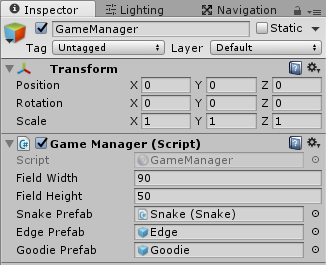 Inspector Lighting Navigation
GameManager Static
Tag Untagged Layer Default
Transform
Position X 0 Y 0 Z 0
Rotation X 0 Y 0 Z 0
Scale X 1 Y 1 Z 1
Game Manager (Script)
Script GameManager
Field Width 90
Field Height 50
Snake Prefab Snake (Snake)
Edge Prefab Edge
Goodie Prefab Goodie